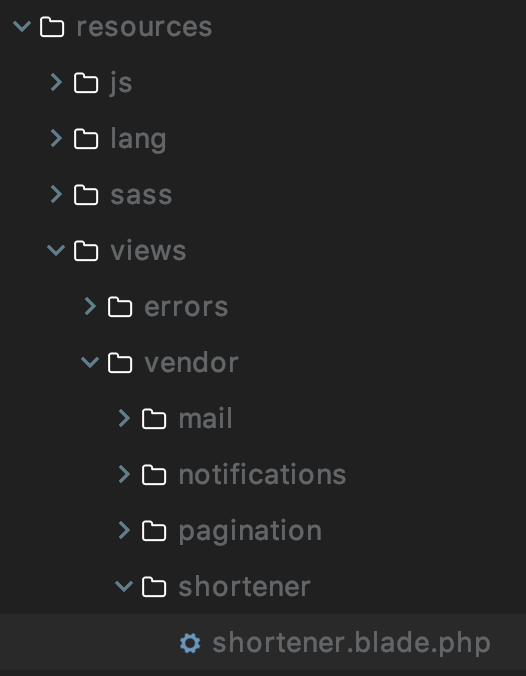 resources
js
lang
sass
views
errors
vendor
mail
notifications
pagination
shortener
shortener.blade.php